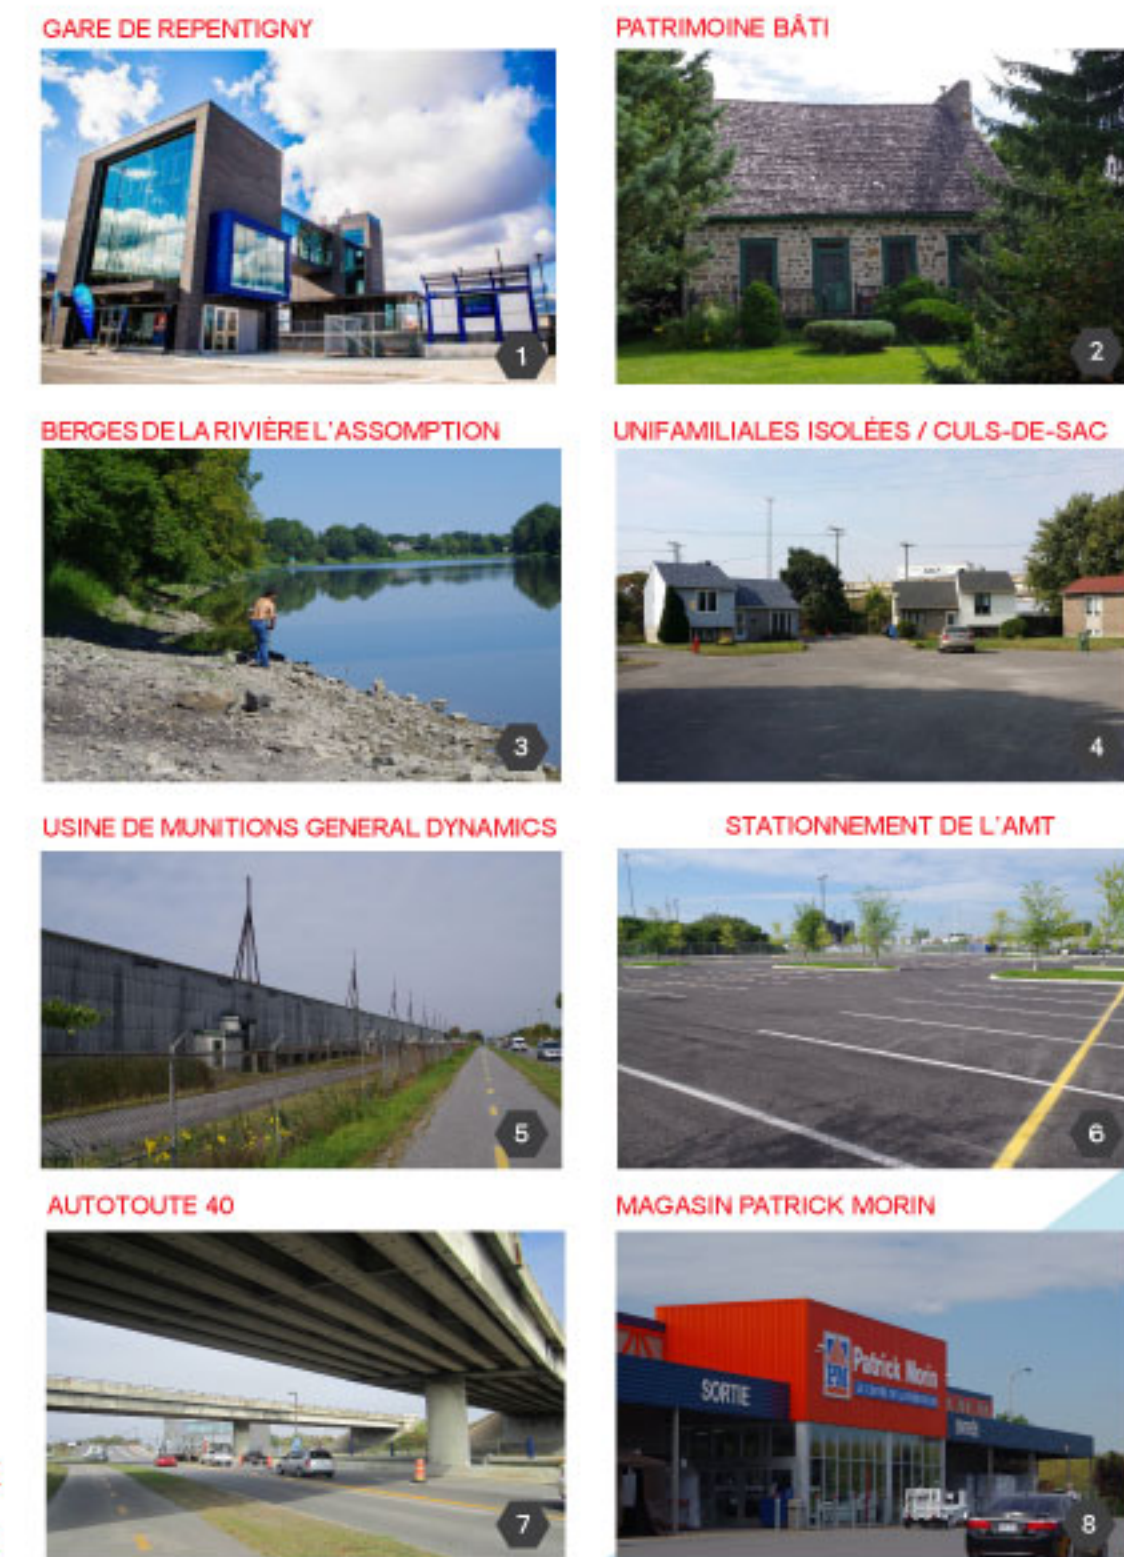 GARE DE REPENTIGNY
PATRIMOINE BÂTI
1
2
BERGES DE LA RIVIÈRE L'ASSOMPTION
UNIFAMILIALES ISOLÉES / CULS-DE-SAC
3
4
USINE DE MUNITIONS GENERAL DYNAMICS
STATIONNEMENT DE L'AMT
5
6
AUTOTOUTE 40
MAGASIN PATRICK MORIN
7
SORTIE
Patrick Morin
8